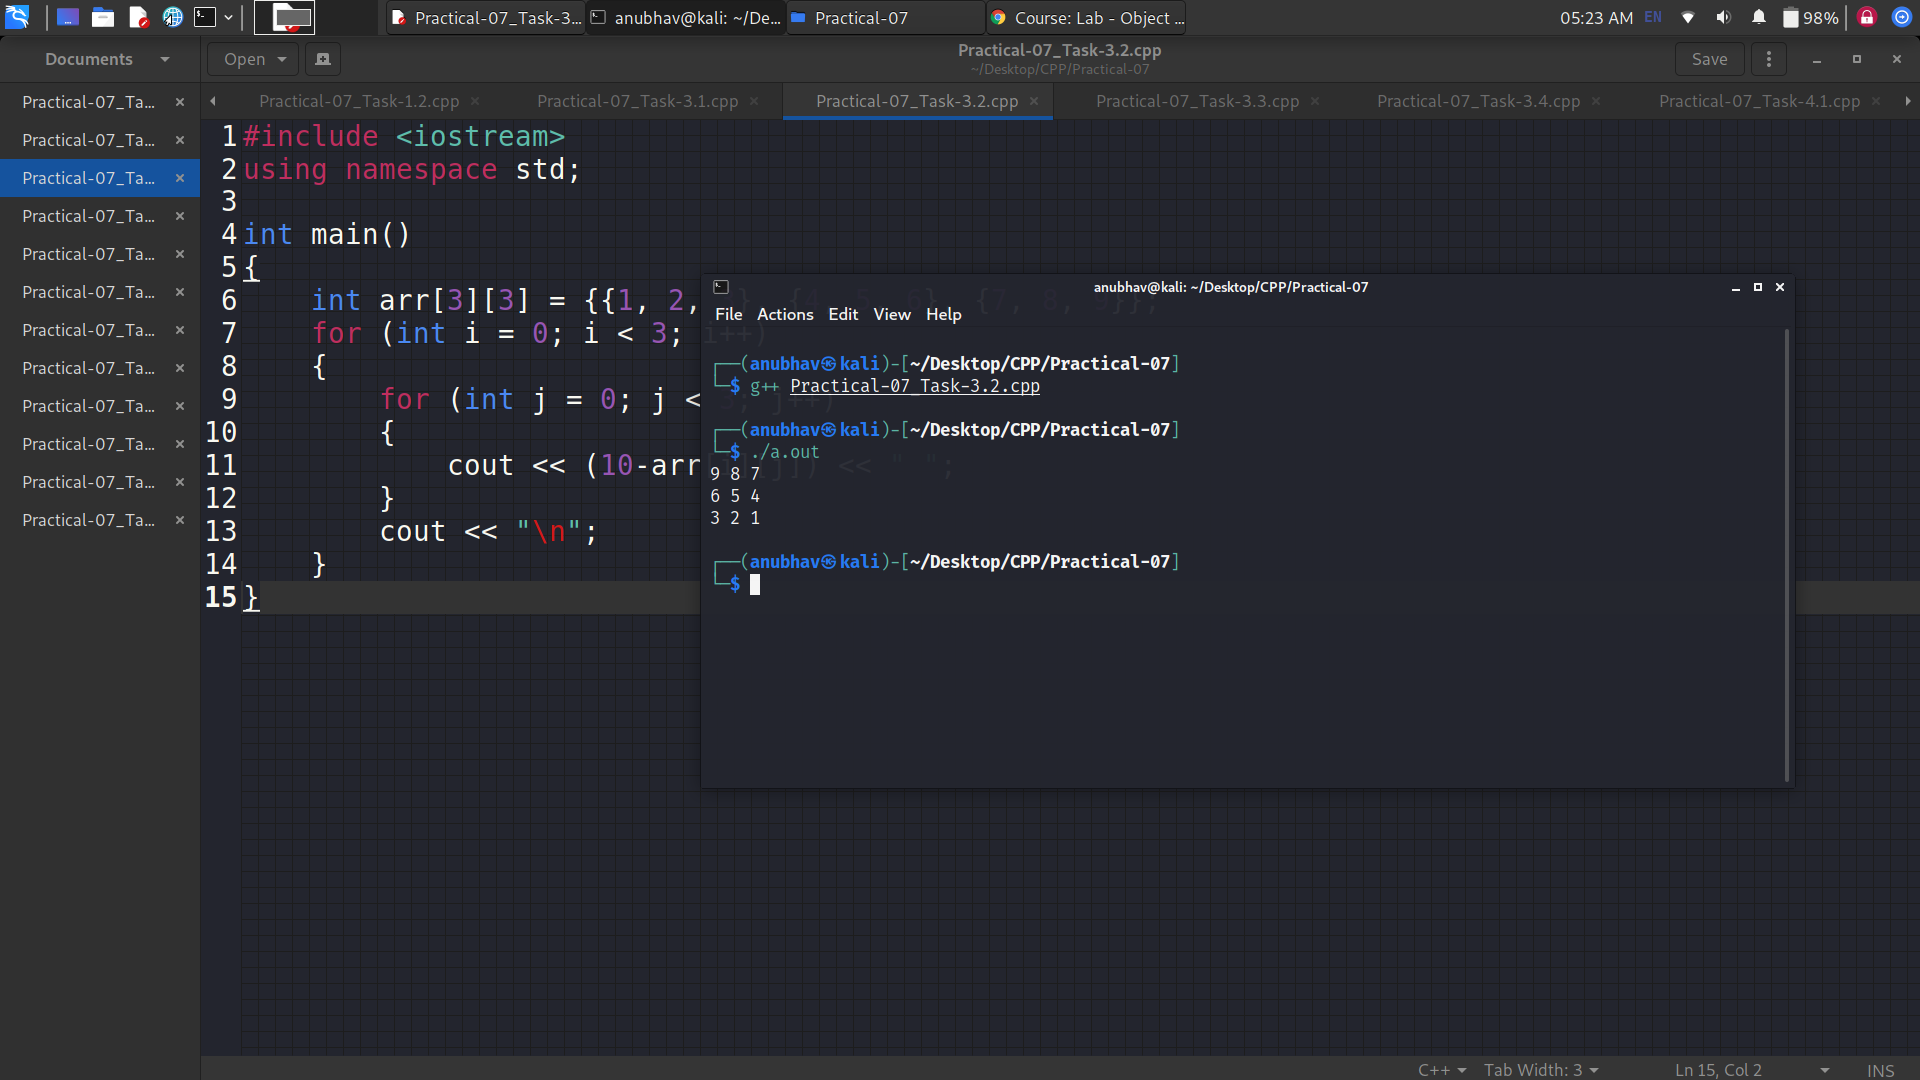 Practical-07_Task-3...
anubhav@kali: ~/De...
Practical-07
Course: Lab - Object ...
05:23 AM
EN
98%
Documents
Open
Practical-07_Task-3.2.cpp
~/Desktop/CPP/Practical-07
Save
Practical-07_Ta...
Practical-07_Ta...
Practical-07_Ta...
Practical-07_Ta...
Practical-07_Ta...
Practical-07_Ta...
Practical-07_Ta...
Practical-07_Ta...
Practical-07_Ta...
Practical-07_Ta...
Practical-07_Ta...
Practical-07_Ta...
Practical-07_Task-1.2.cpp
Practical-07_Task-3.1.cpp
Practical-07_Task-3.2.cpp
Practical-07_Task-3.3.cpp
Practical-07_Task-3.4.cpp
Practical-07_Task-4.1.cpp
1 #include <iostream>
2 using namespace std;
3
4 int main()
5 {
6 int arr[3][3] = {{1, 2, 3}, {4, 5, 6}, {7, 8, 9}};
7 for (int i = 0; i < 3; i++)
8 {
9 for (int j = 0; j < 3; j++)
10 {
11 cout << (10-arr[i][j]) << " ";
12 }
13 cout << "\n";
14 }
15 }
anubhav@kali: ~/Desktop/CPP/Practical-07
File Actions Edit View Help
┌──(anubhav㉿kali)-[~/Desktop/CPP/Practical-07]
└─$ g++ Practical-07_Task-3.2.cpp
┌──(anubhav㉿kali)-[~/Desktop/CPP/Practical-07]
└─$ ./a.out
9 8 7
6 5 4
3 2 1
┌──(anubhav㉿kali)-[~/Desktop/CPP/Practical-07]
└─$
C++
Tab Width: 3
Ln 15, Col 2
INS